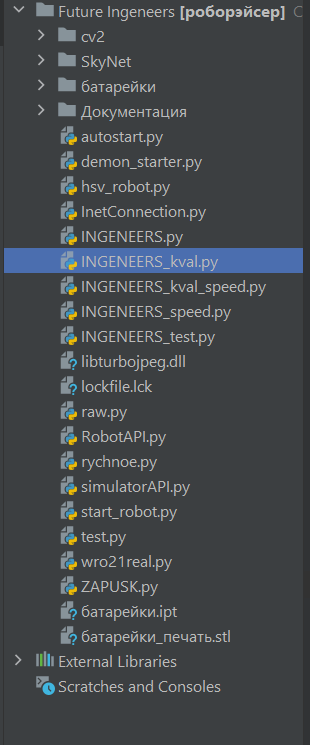 Future Ingeneers [роборэйсер]
cv2
SkyNet
батарейки
Документация
autostart.py
demon_starter.py
hsv_robot.py
InetConnection.py
INGENEERS.py
INGENEERS_kval.py
INGENEERS_kval_speed.py
INGENEERS_speed.py
INGENEERS_test.py
libturbojpeg.dll
lockfile.lck
raw.py
RobotAPI.py
rychnoe.py
simulatorAPI.py
start_robot.py
test.py
wro21real.py
ZAPUSK.py
батарейки.ipt
батарейки_печать.stl
External Libraries
Scratches and Consoles